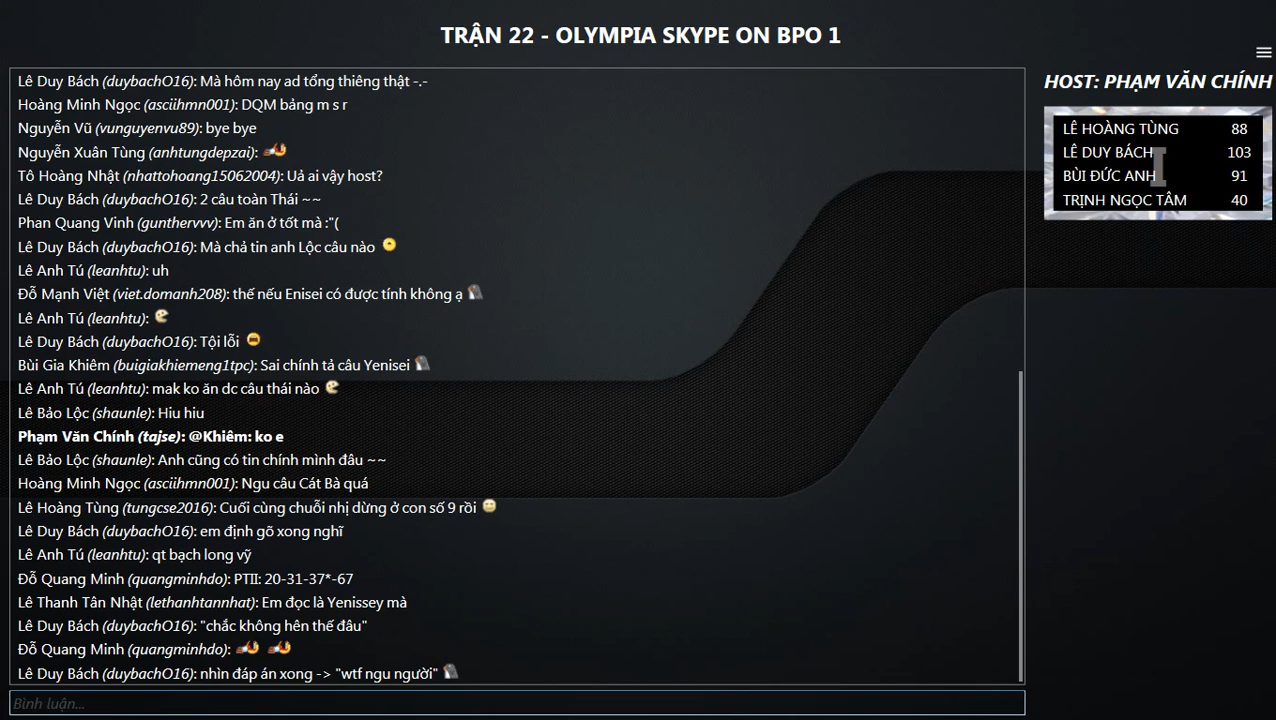 TRẬN 22 - OLYMPIA SKYPE ON BPO 1
Lê Duy Bách (duybachO16): Mà hôm nay ad tổng thiêng thật -.-
Hoàng Minh Ngọc (asciihmn001): DQM bảng m s r
Nguyễn Vũ (vunguyenvu89): bye bye
Nguyễn Xuân Tùng (anhtungdepzai):
Tô Hoàng Nhật (nhattohoang15062004): Uả ai vậy host?
Lê Duy Bách (duybachO16): 2 câu toàn Thái ~~
Phan Quang Vinh (gunthervvv): Em ăn ở tốt mà :"(
Lê Duy Bách (duybachO16): Mà chả tin anh Lộc câu nào
Lê Anh Tú (leanhtu): uh
Đỗ Mạnh Việt (viet.domanh208): thế nếu Enisei có được tính không ạ
Lê Anh Tú (leanhtu):
Lê Duy Bách (duybachO16): Tội lỗi
Bùi Gia Khiêm (buigiakhiemeng1tpc): Sai chính tả câu Yenisei
Lê Anh Tú (leanhtu): mak ko ăn dc câu thái nào
Lê Bảo Lộc (shaunle): Hiu hiu
Phạm Văn Chính (tajse): @Khiêm: ko e
Lê Bảo Lộc (shaunle): Anh cũng có tin chính mình đâu ~~
Hoàng Minh Ngọc (asciihmn001): Ngu câu Cát Bà quá
Lê Hoàng Tùng (tungcse2016): Cuối cùng chuỗi nhị dừng ở con số 9 rồi
Lê Duy Bách (duybachO16): em định gõ xong nghĩ
Lê Anh Tú (leanhtu): qt bạch long vỹ
Đỗ Quang Minh (quangminhdo): PTII: 20-31-37*-67
Lê Thanh Tân Nhật (lethanhtannhat): Em đọc là Yenissey mà
Lê Duy Bách (duybachO16): "chắc không hên thế đâu"
Đỗ Quang Minh (quangminhdo):
Lê Duy Bách (duybachO16): nhìn đáp án xong -> "wtf ngu người"
Bình luận...
HOST: PHẠM VĂN CHÍNH
LÊ HOÀNG TÙNG 88
LÊ DUY BÁCH 103
BÙI ĐỨC ANH 91
TRỊNH NGỌC TÂM 40